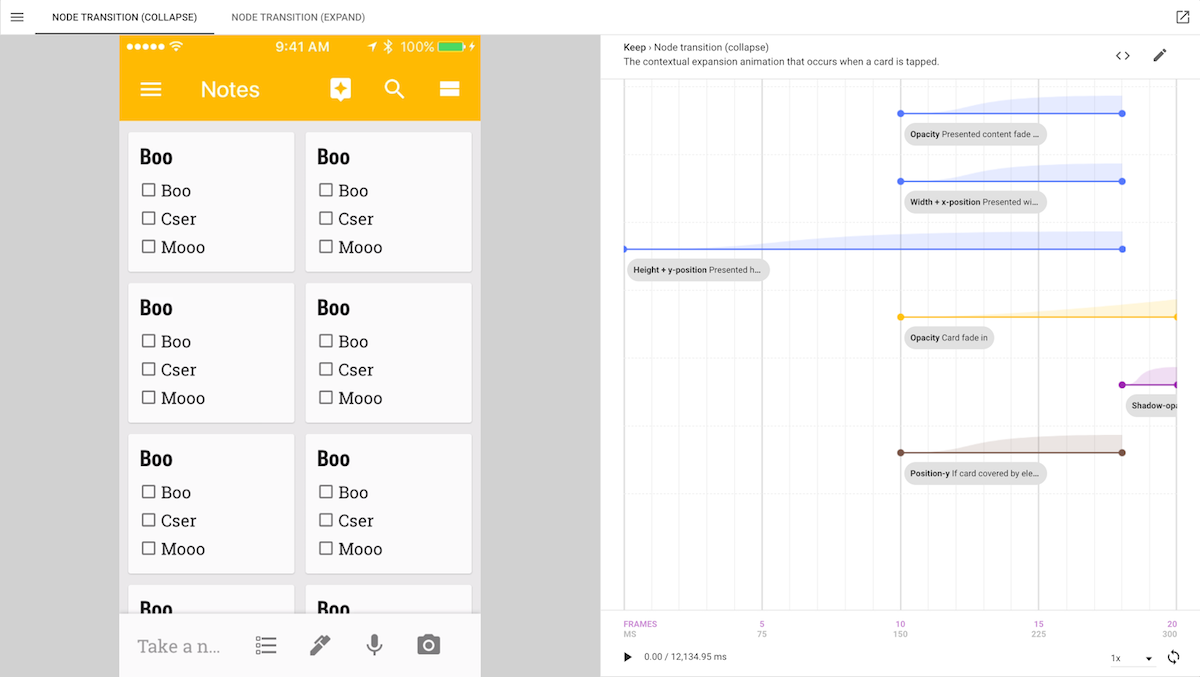 NODE TRANSITION (COLLAPSE) NODE TRANSITION (EXPAND)
9:41 AM 100%
Notes
Boo
Boo
Cser
Mooo
Boo
Boo
Cser
Mooo
Boo
Boo
Cser
Mooo
Boo
Boo
Cser
Mooo
Boo
Boo
Cser
Mooo
Boo
Boo
Cser
Mooo
Boo
Boo
Take a n...
Keep › Node transition (collapse)
The contextual expansion animation that occurs when a card is tapped.
Opacity Presented content fade ...
Width + x-position Presented wi...
Height + y-position Presented h...
Opacity Card fade in
Shadow-opa
Position-y If card covered by ele...
FRAMES 5 10 15 20
MS 75 150 225 300
0.00 / 12,134.95 ms
1x